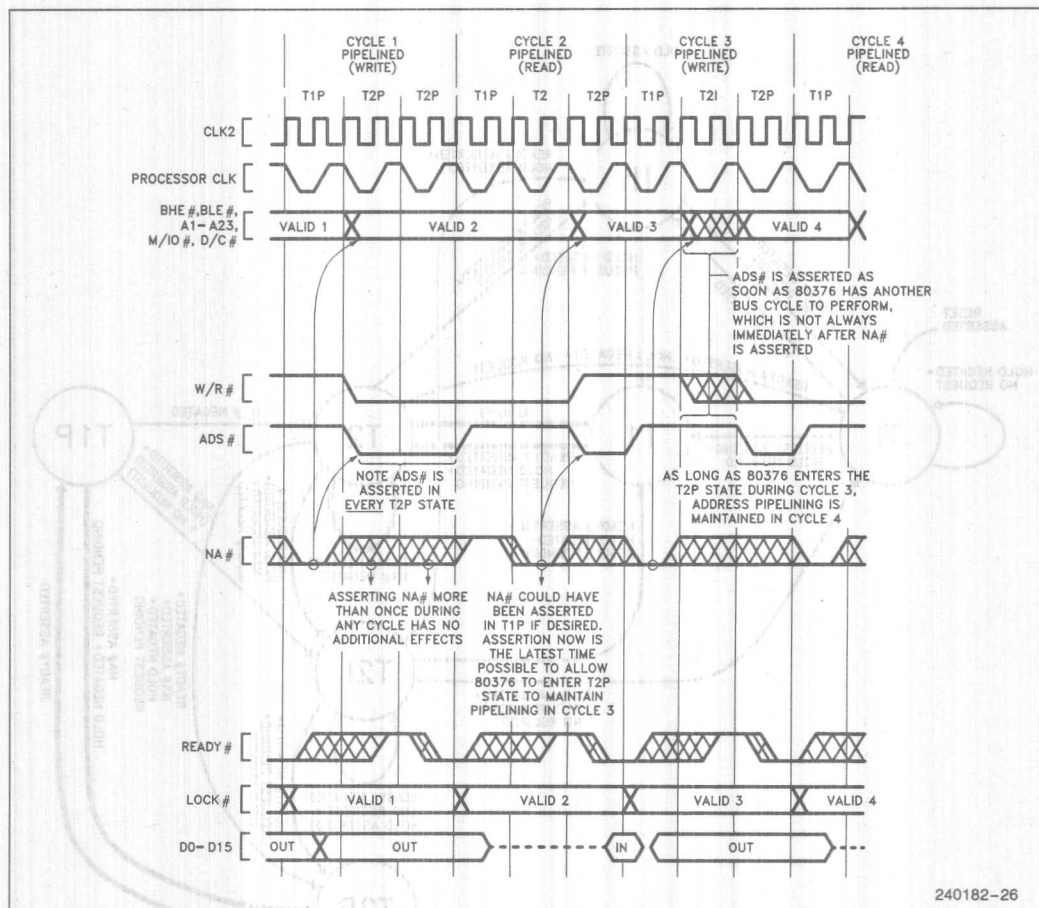 CYCLE 1 CYCLE 2 CYCLE 3 CYCLE 4
PIPELINED PIPELINED PIPELINED PIPELINED
(WRITE) (READ) (WRITE) (READ)
T1P T2P T2P T1P T2 T2P T1P T2I T2P T1P
CLK2
PROCESSOR CLK
BHE#,BLE#,
A1–A23,
M/IO#, D/C#
VALID 1 VALID 2 VALID 3 VALID 4
ADS# IS ASSERTED AS
SOON AS 80376 HAS ANOTHER
BUS CYCLE TO PERFORM,
WHICH IS NOT ALWAYS
IMMEDIATELY AFTER NA#
IS ASSERTED
W/R#
ADS#
NOTE ADS# IS
ASSERTED IN
EVERY T2P STATE
AS LONG AS 80376 ENTERS THE
T2P STATE DURING CYCLE 3,
ADDRESS PIPELINING IS
MAINTAINED IN CYCLE 4
NA#
ASSERTING NA# MORE
THAN ONCE DURING
ANY CYCLE HAS NO
ADDITIONAL EFFECTS
NA# COULD HAVE
BEEN ASSERTED
IN T1P IF DESIRED.
ASSERTION NOW IS
THE LATEST TIME
POSSIBLE TO ALLOW
80376 TO ENTER T2P
STATE TO MAINTAIN
PIPELINING IN CYCLE 3
READY#
LOCK#
VALID 1 VALID 2 VALID 3 VALID 4
D0–D15
OUT OUT IN OUT
240182–26